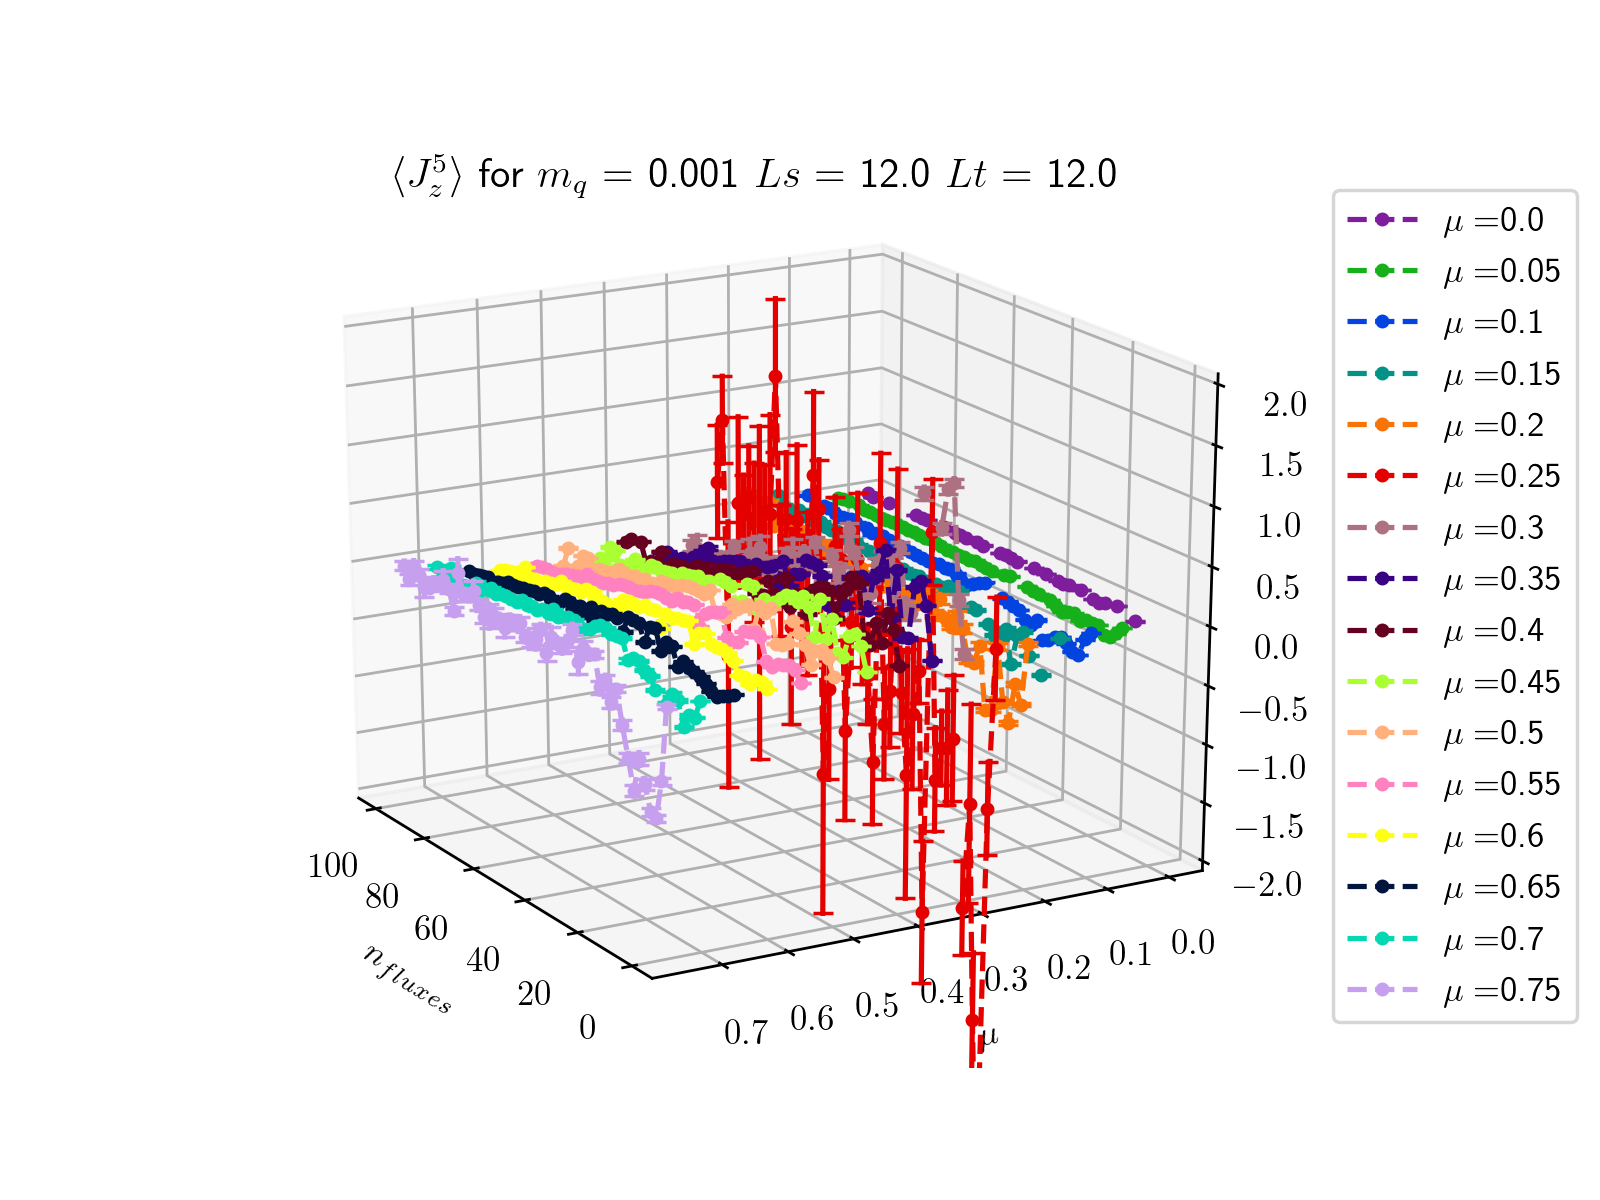 ⟨J_z^5⟩ for m_q = 0.001 Ls = 12.0 Lt = 12.0
μ =0.0
μ =0.05
μ =0.1
μ =0.15
μ =0.2
μ =0.25
μ =0.3
μ =0.35
μ =0.4
μ =0.45
μ =0.5
μ =0.55
μ =0.6
μ =0.65
μ =0.7
μ =0.75
2.0
1.5
1.0
0.5
0.0
−0.5
−1.0
−1.5
−2.0
100
80
60
40
20
0
n_fluxes
0.7
0.6
0.5
0.4
0.3
0.2
0.1
0.0
μ